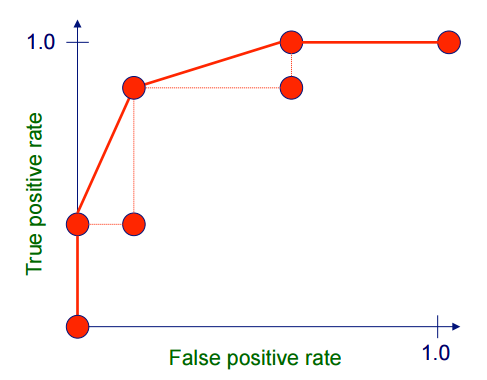 1.0
True positive rate
False positive rate
1.0